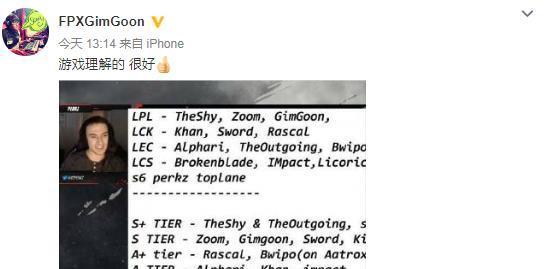 FPXGimGoon
今天 13:14 来自 iPhone
游戏理解的 很好
PERKZ
LPL - TheShy, Zoom, GimGoon,
LCK - Khan, Sword, Rascal
LEC - Alphari, TheOutgoing, Bwipo
LCS - Brokenblade, IMpact,Licoric
s6 perkz toplane
------------------
S+ TIER - TheShy & TheOutgoing, s
S TIER - Zoom, Gimgoon, Sword, Ki
A+ tier - Rascal, Bwipo(on Aatrox
A TIER - Alphari, Khan, impact